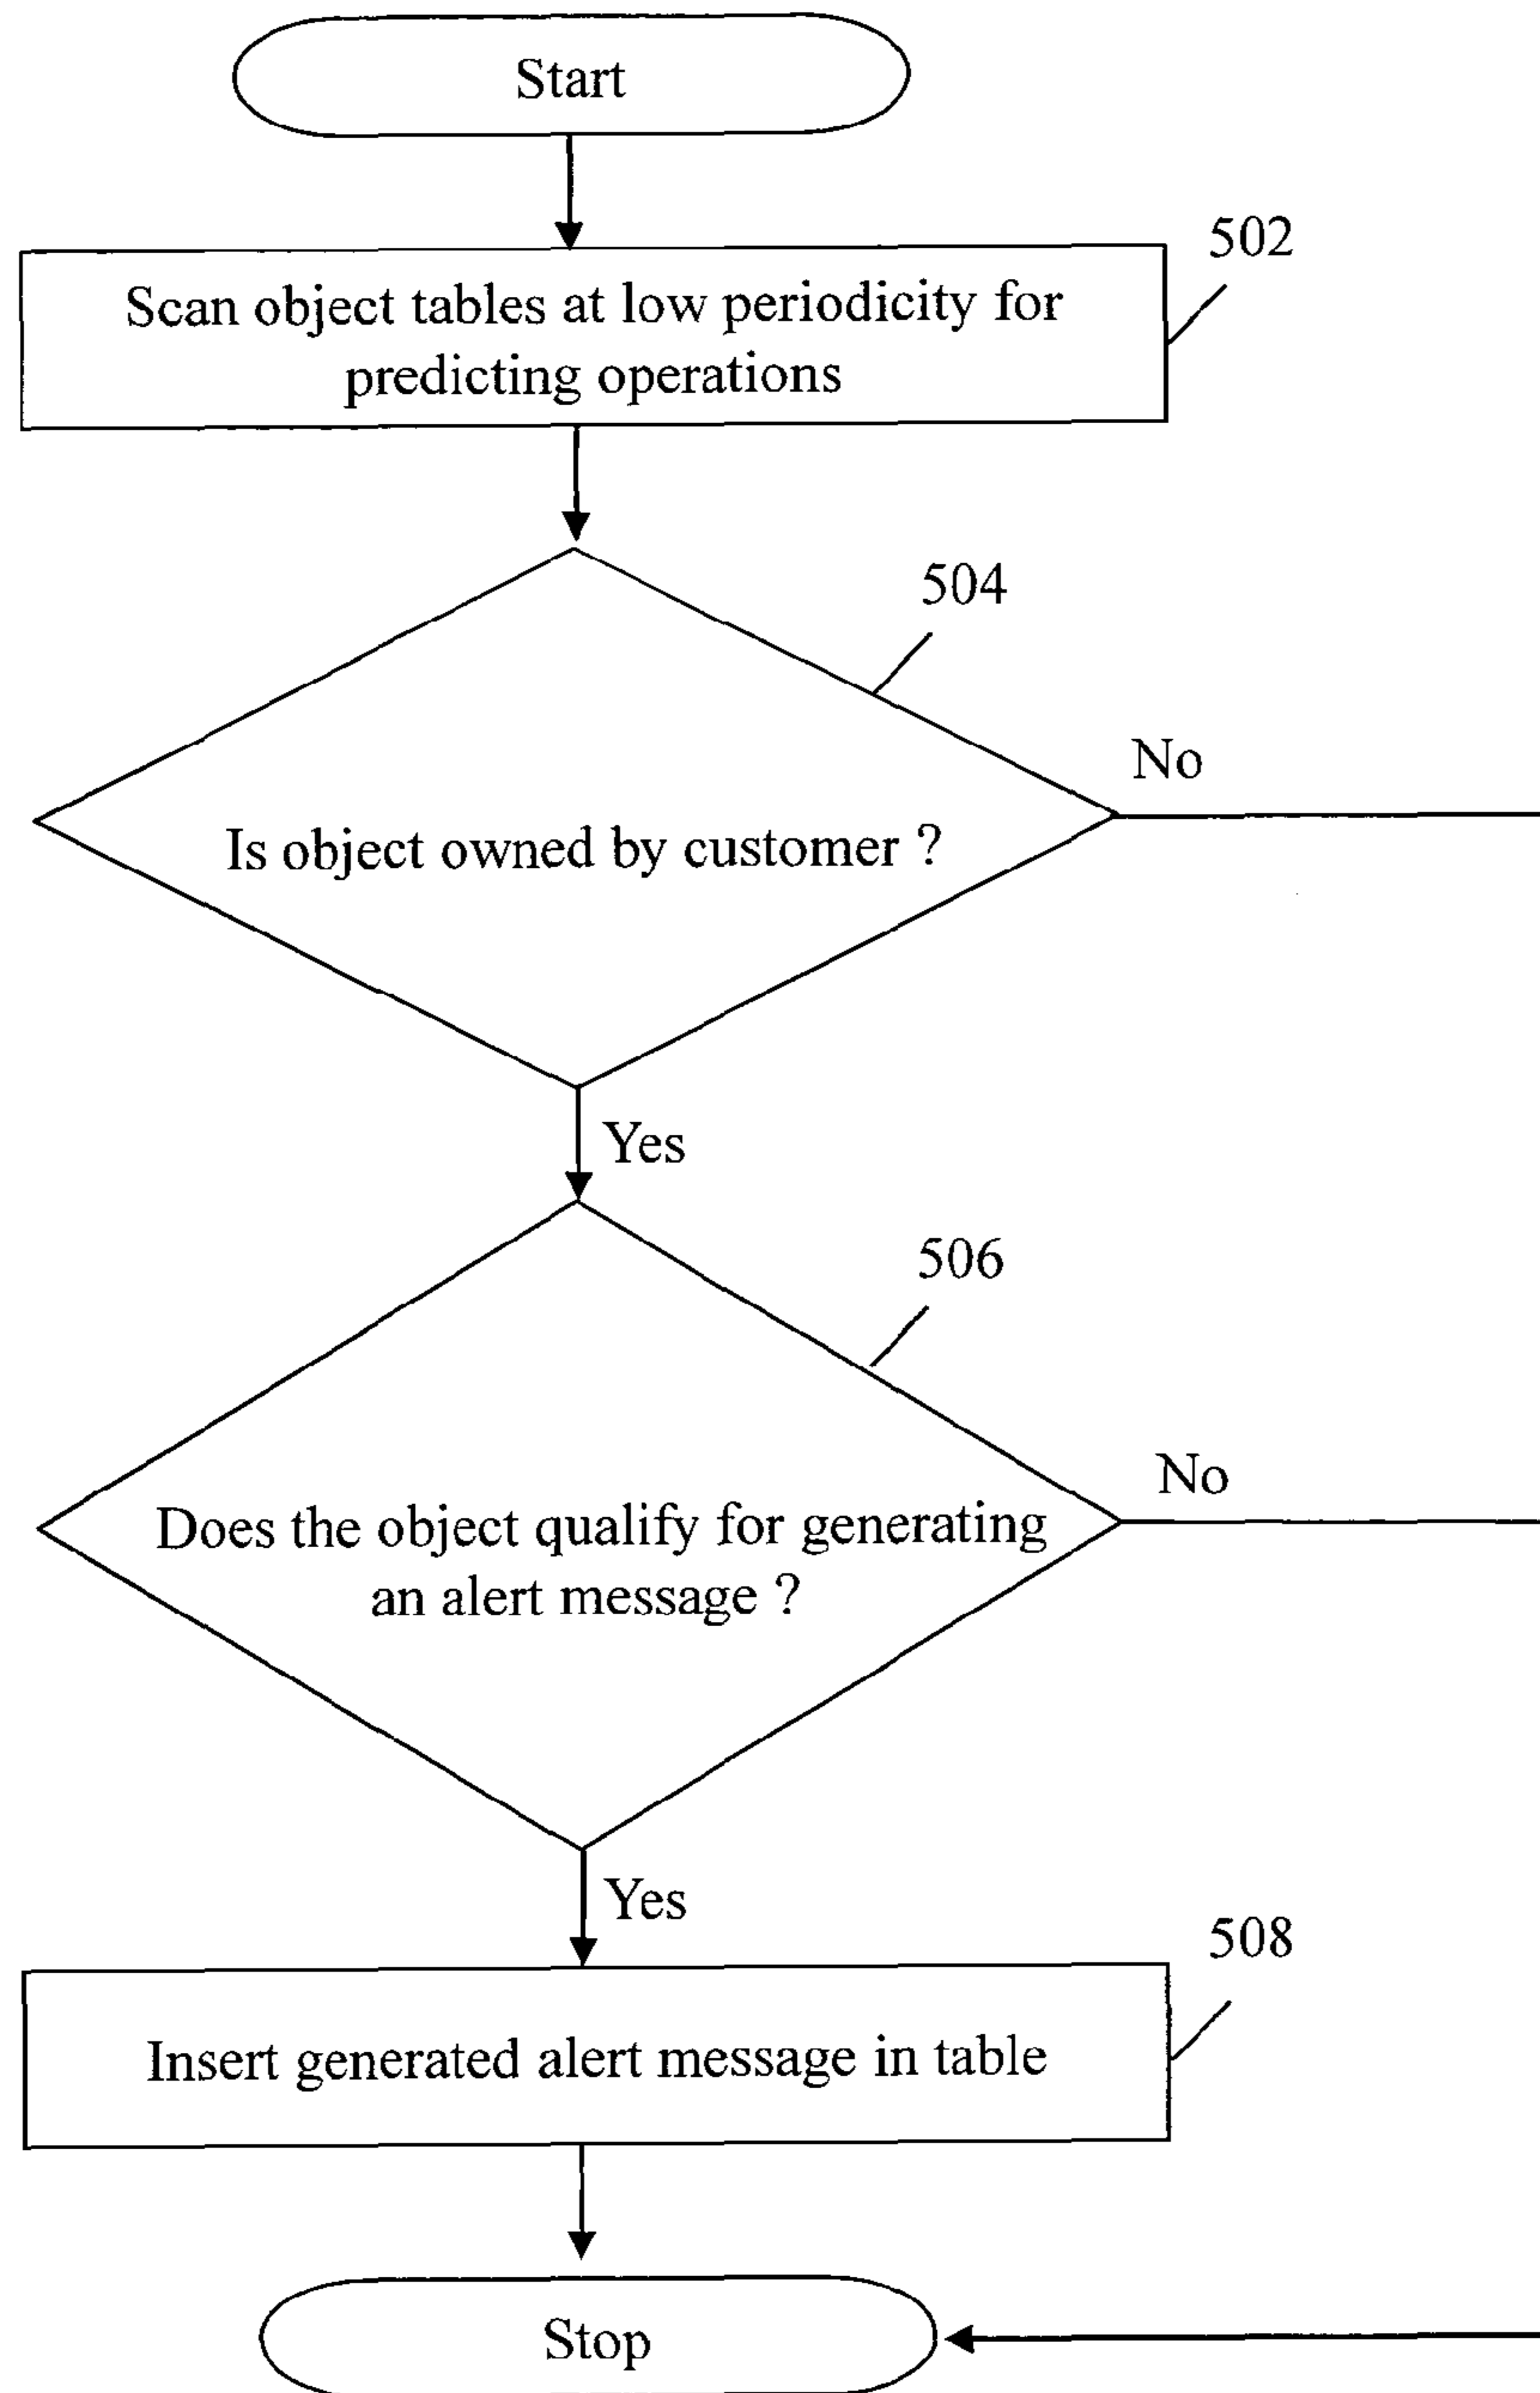 Start
502
Scan object tables at low periodicity for
predicting operations
504
No
Is object owned by customer ?
Yes
506
No
Does the object qualify for generating
an alert message ?
Yes
508
Insert generated alert message in table
Stop